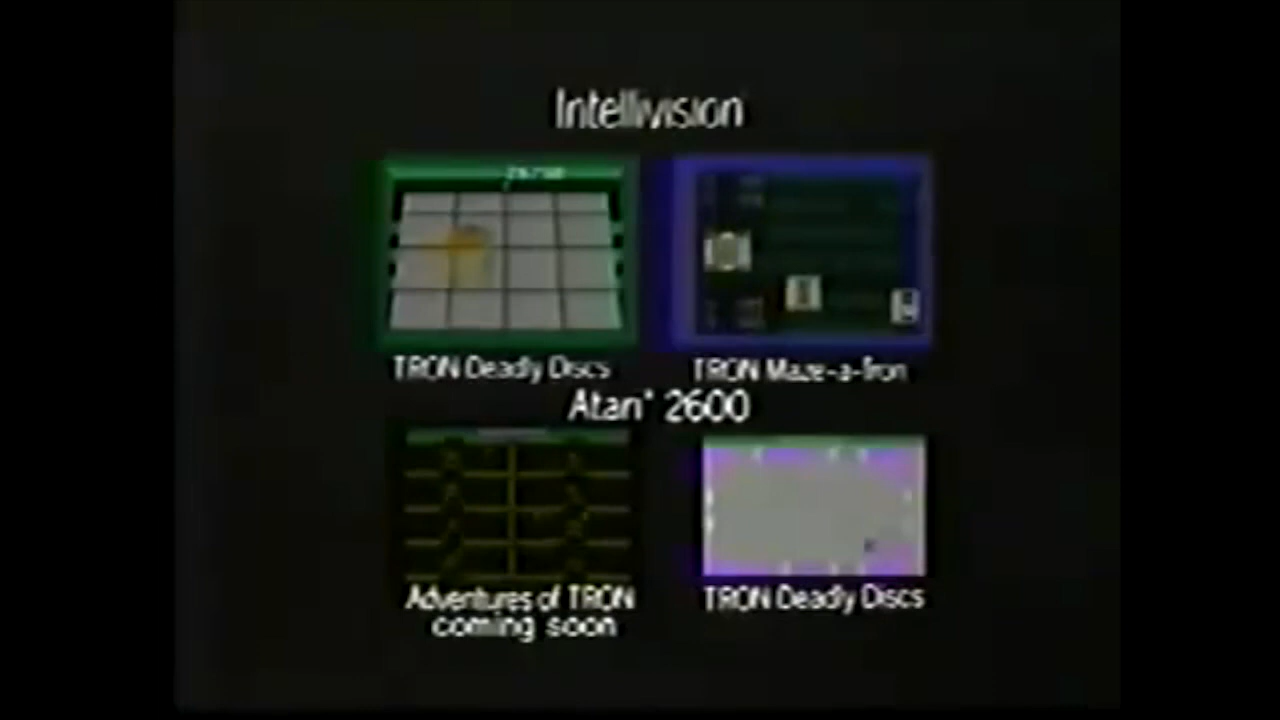 Intellivision
TRON Deadly Discs
TRON Maze-a-Tron
Atari® 2600
Adventures of TRON
coming soon
TRON Deadly Discs